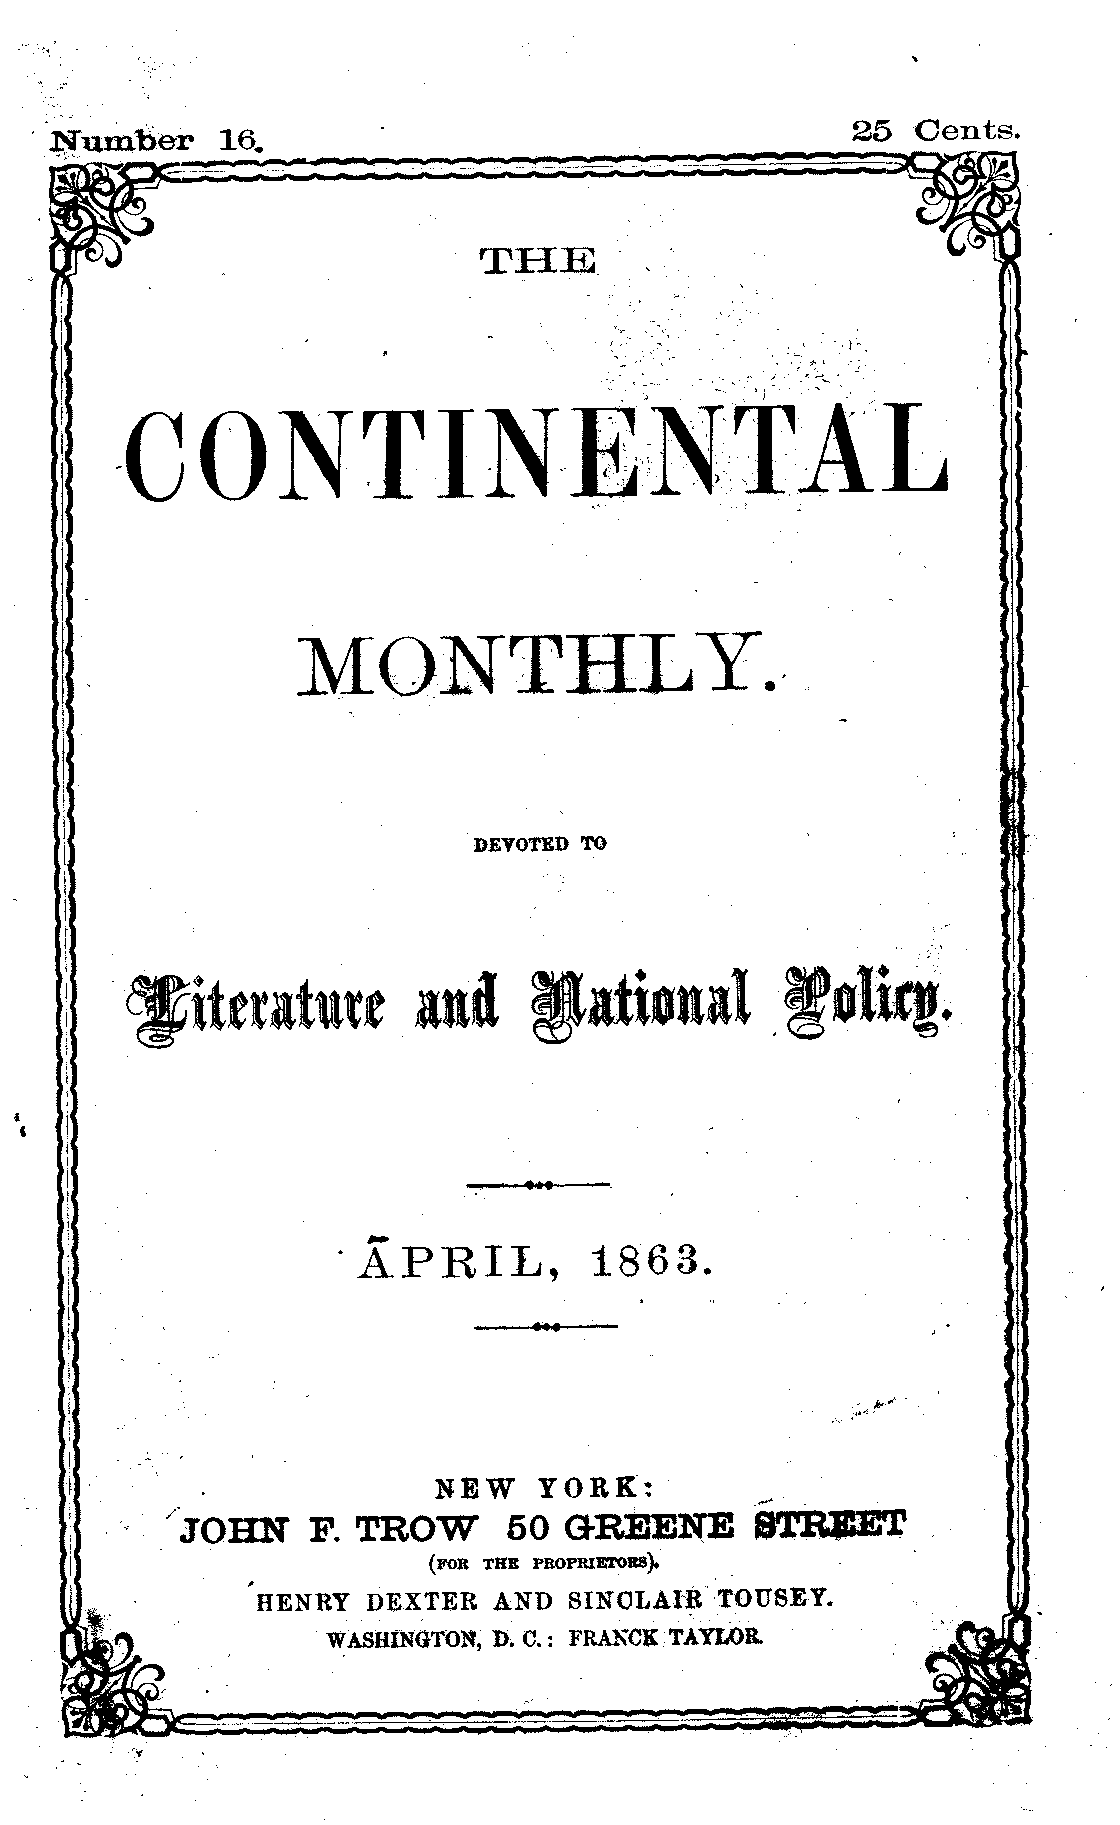 Number 16.
25 Cents.
THE
CONTINENTAL
MONTHLY.
DEVOTED TO
Literature and National Policy.
APRIL, 1863.
NEW YORK:
JOHN F. TROW 50 GREENE STREET
(FOR THE PROPRIETORS).
HENRY DEXTER AND SINCLAIR TOUSEY.
WASHINGTON, D. C.: FRANCK TAYLOR.